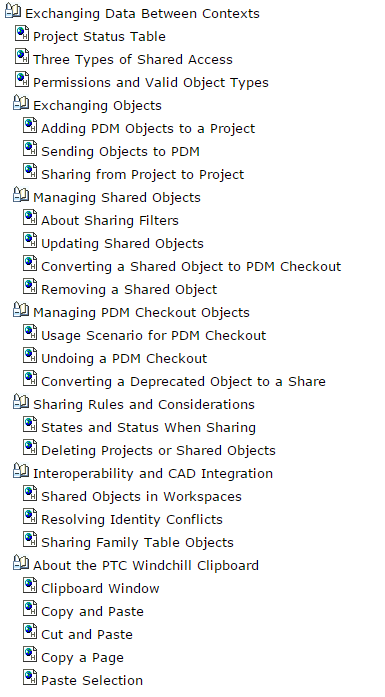 Exchanging Data Between Contexts
Project Status Table
Three Types of Shared Access
Permissions and Valid Object Types
Exchanging Objects
Adding PDM Objects to a Project
Sending Objects to PDM
Sharing from Project to Project
Managing Shared Objects
About Sharing Filters
Updating Shared Objects
Converting a Shared Object to PDM Checkout
Removing a Shared Object
Managing PDM Checkout Objects
Usage Scenario for PDM Checkout
Undoing a PDM Checkout
Converting a Deprecated Object to a Share
Sharing Rules and Considerations
States and Status When Sharing
Deleting Projects or Shared Objects
Interoperability and CAD Integration
Shared Objects in Workspaces
Resolving Identity Conflicts
Sharing Family Table Objects
About the PTC Windchill Clipboard
Clipboard Window
Copy and Paste
Cut and Paste
Copy a Page
Paste Selection